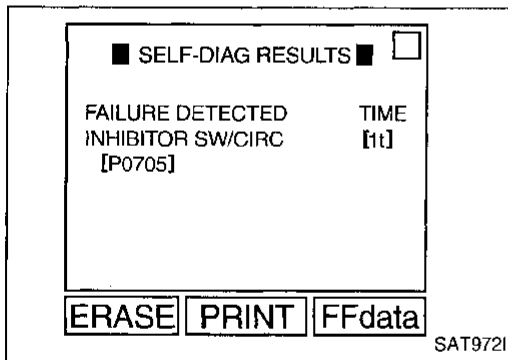 SELF-DIAG RESULTS
FAILURE DETECTED TIME
INHIBITOR SW/CIRC [1t]
[P0705]
ERASE PRINT FFdata
SAT972I